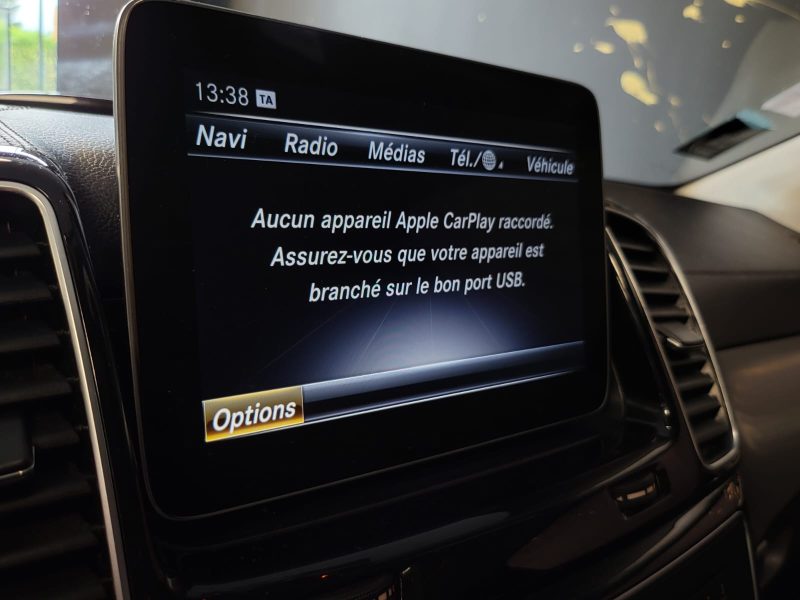 13:38 TA
Navi Radio Médias Tél./ Véhicule
Aucun appareil Apple CarPlay raccordé.
Assurez-vous que votre appareil est
branché sur le bon port USB.
Options